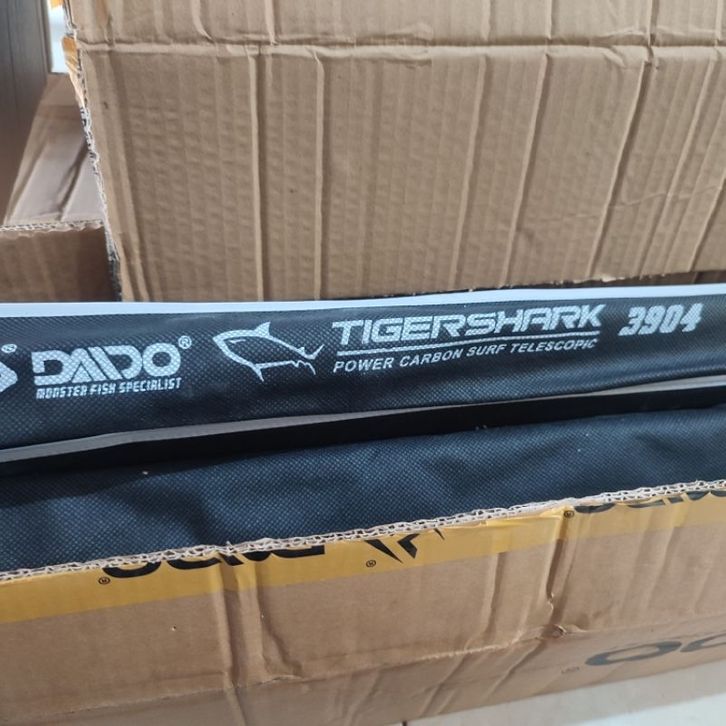 DAIDO®
MONSTER FISH SPECIALIST
TIGERSHARK
POWER CARBON SURF TELESCOPIC
3904